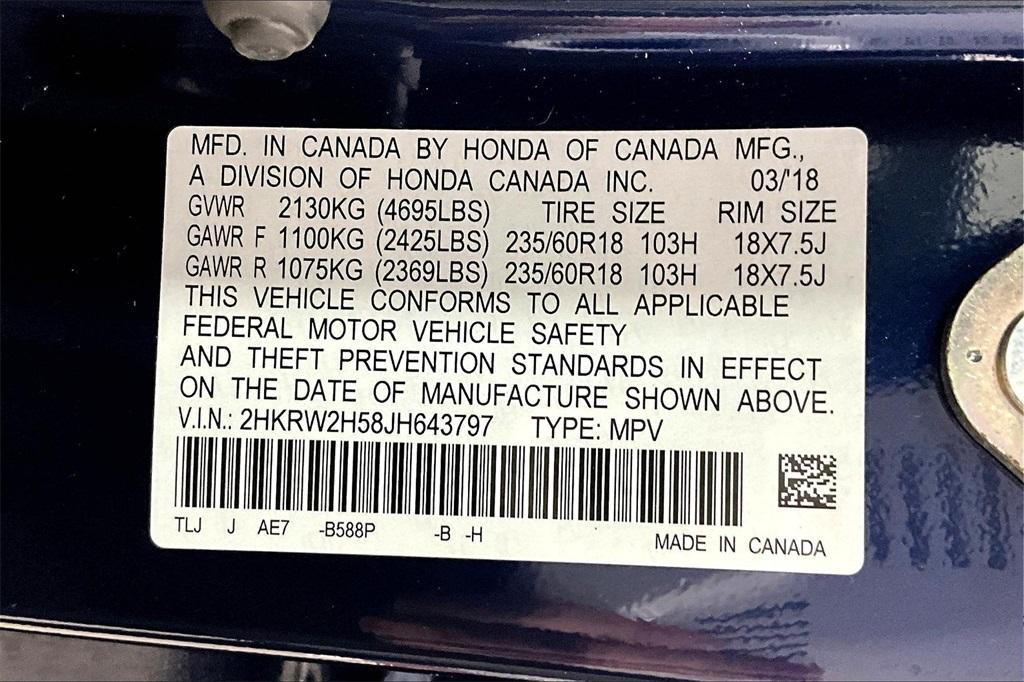 MFD. IN CANADA BY HONDA OF CANADA MFG.,
A DIVISION OF HONDA CANADA INC. 03/'18
GVWR 2130KG (4695LBS) TIRE SIZE RIM SIZE
GAWR F 1100KG (2425LBS) 235/60R18 103H 18X7.5J
GAWR R 1075KG (2369LBS) 235/60R18 103H 18X7.5J
THIS VEHICLE CONFORMS TO ALL APPLICABLE
FEDERAL MOTOR VEHICLE SAFETY
AND THEFT PREVENTION STANDARDS IN EFFECT
ON THE DATE OF MANUFACTURE SHOWN ABOVE.
V.I.N.: 2HKRW2H58JH643797 TYPE: MPV
TLJ J AE7 -B588P -B -H MADE IN CANADA